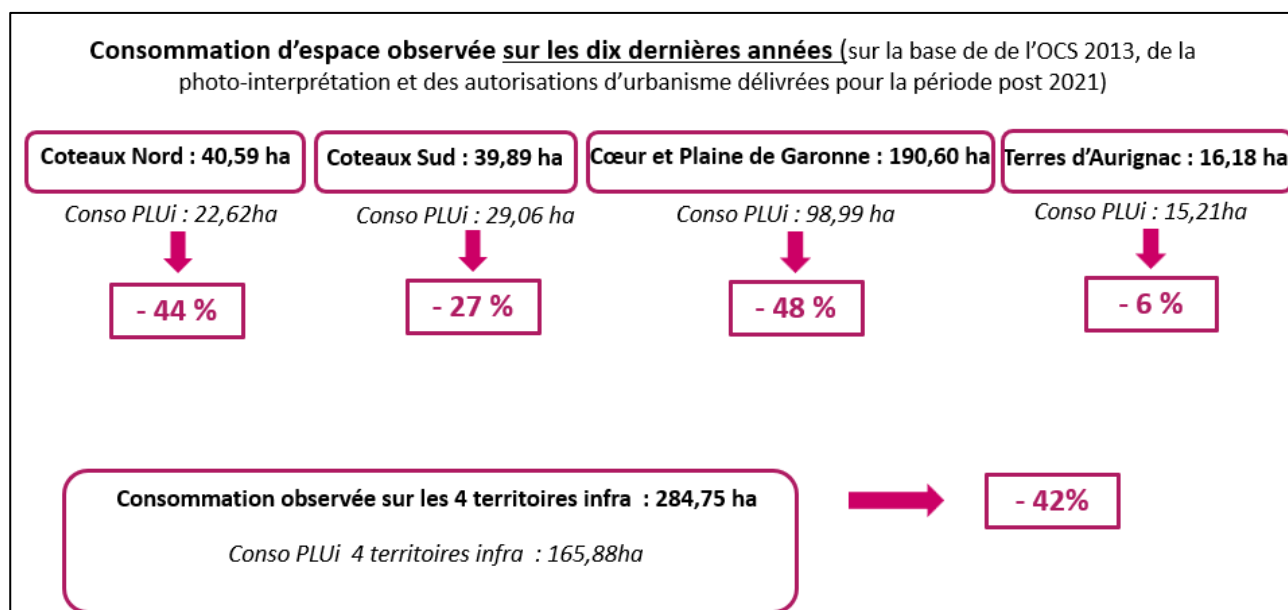 Consommation d’espace observée sur les dix dernières années (sur la base de de l’OCS 2013, de la
photo-interprétation et des autorisations d’urbanisme délivrées pour la période post 2021)
Coteaux Nord : 40,59 ha
Coteaux Sud : 39,89 ha
Cœur et Plaine de Garonne : 190,60 ha
Terres d’Aurignac : 16,18 ha
Conso PLUi : 22,62ha
Conso PLUi : 29,06 ha
Conso PLUi : 98,99 ha
Conso PLUi : 15,21ha
- 44 %
- 27 %
- 48 %
- 6 %
Consommation observée sur les 4 territoires infra : 284,75 ha
Conso PLUi 4 territoires infra : 165,88ha
- 42%